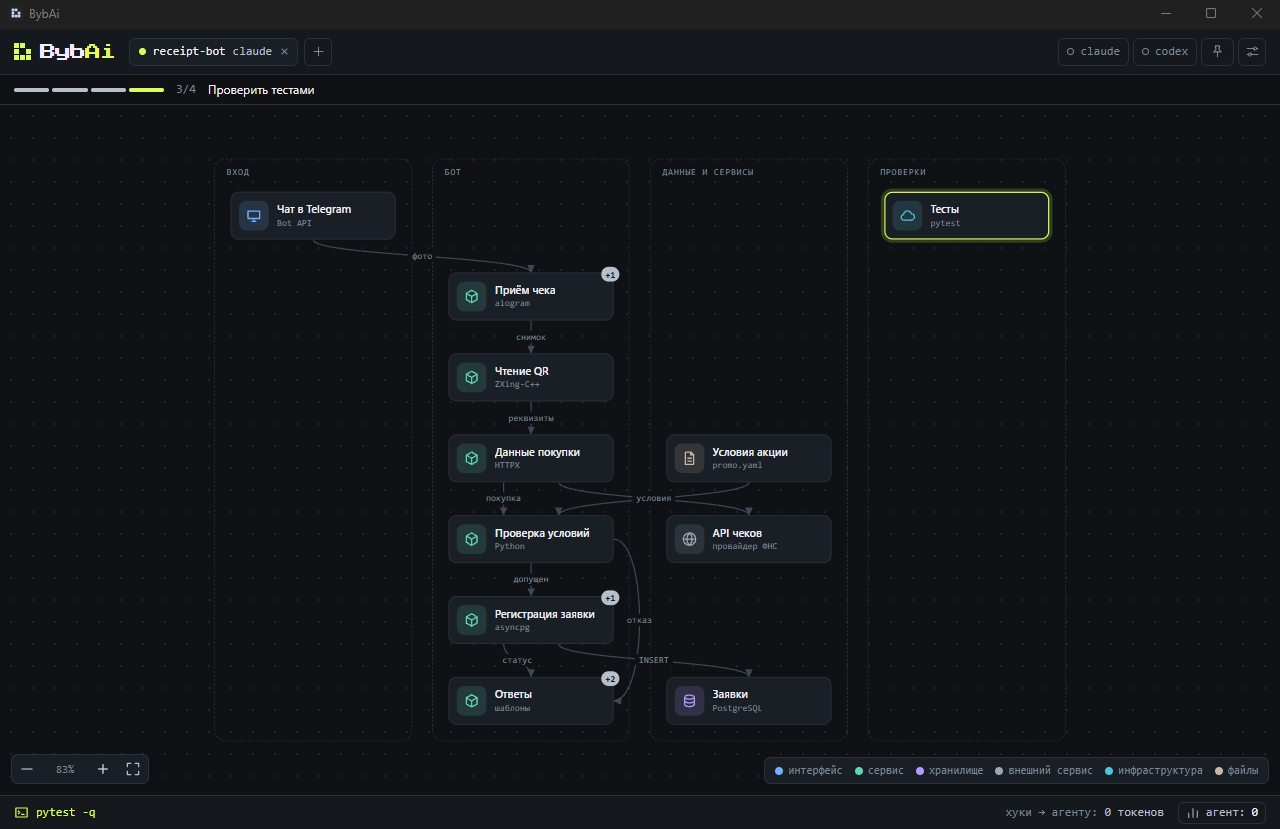 BybAi
BybAi
receipt-bot claude ×
+
claude
codex
3/4 Проверить тестами
ВХОД
БОТ
ДАННЫЕ И СЕРВИСЫ
ПРОВЕРКИ
Чат в Telegram
Bot API
Тесты
pytest
фото
+1
Приём чека
aiogram
снимок
Чтение QR
ZXing-C++
реквизиты
Данные покупки
HTTPX
Условия акции
promo.yaml
покупка
условия
Проверка условий
Python
API чеков
провайдер ФНС
допущен
+1
Регистрация заявки
asyncpg
отказ
статус
INSERT
+2
Ответы
шаблоны
Заявки
PostgreSQL
— 83% +
интерфейс сервис хранилище внешний сервис инфраструктура файлы
pytest -q
хуки → агенту: 0 токенов
агент: 0